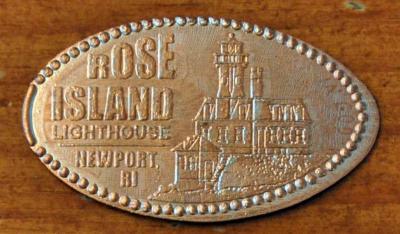 ROSE
ISLAND
LIGHTHOUSE
NEWPORT
RI